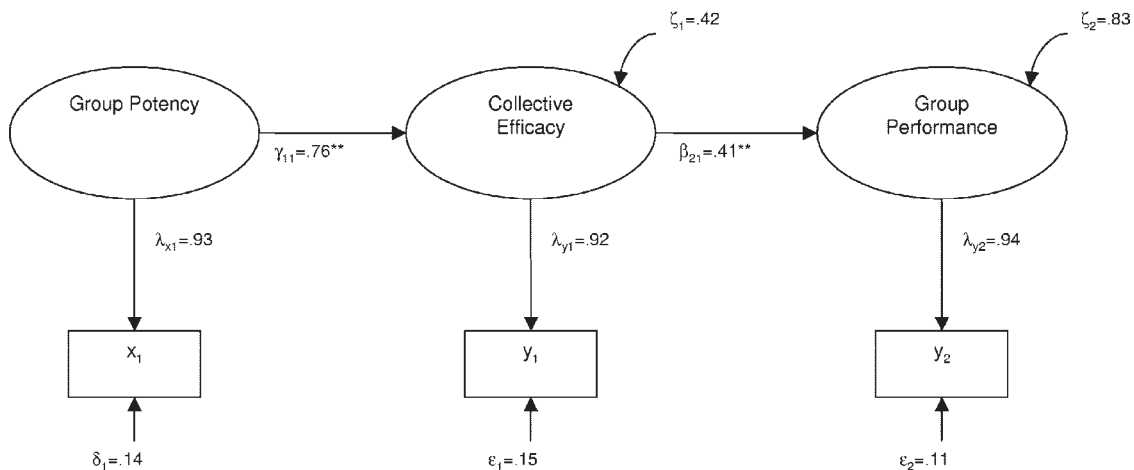 ζ₁=.42
ζ₂=.83
Group Potency
Collective
Efficacy
Group
Performance
γ₁₁=.76**
β₂₁=.41**
λₓ₁=.93
λy₁=.92
λy₂=.94
x₁
y₁
y₂
δ₁=.14
ε₁=.15
ε₂=.11